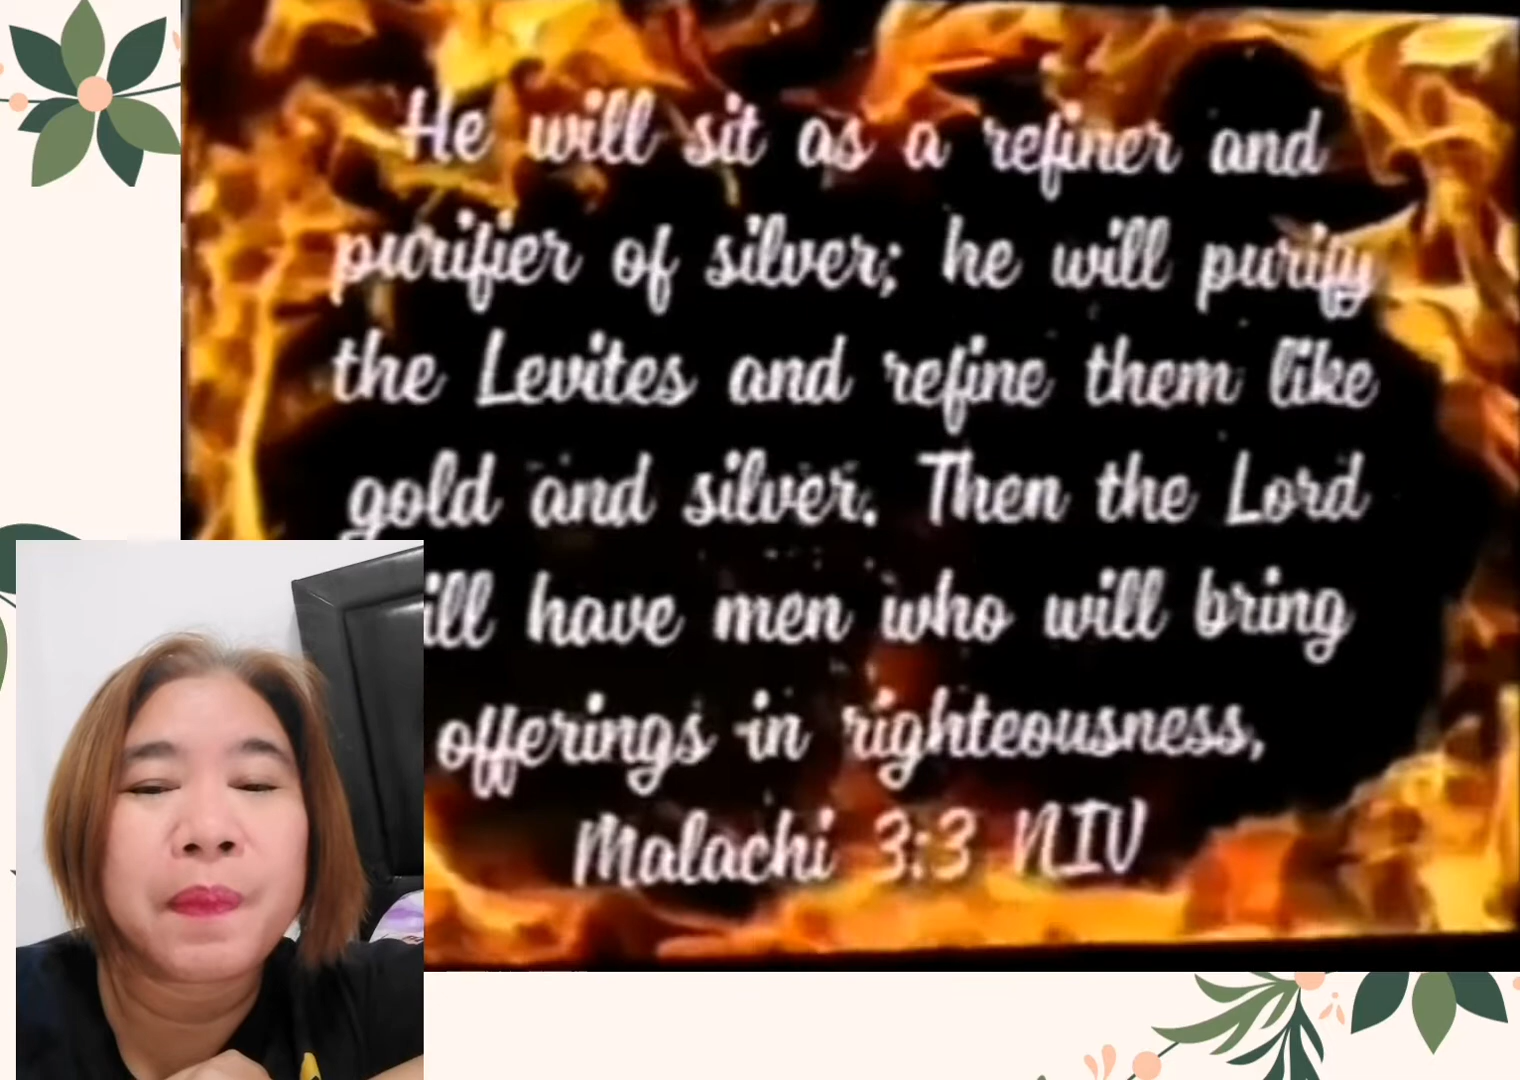 He will sit as a refiner and
purifier of silver; he will purify
the Levites and refine them like
gold and silver. Then the Lord
ill have men who will bring
offerings in righteousness,
Malachi 3:3 NIV